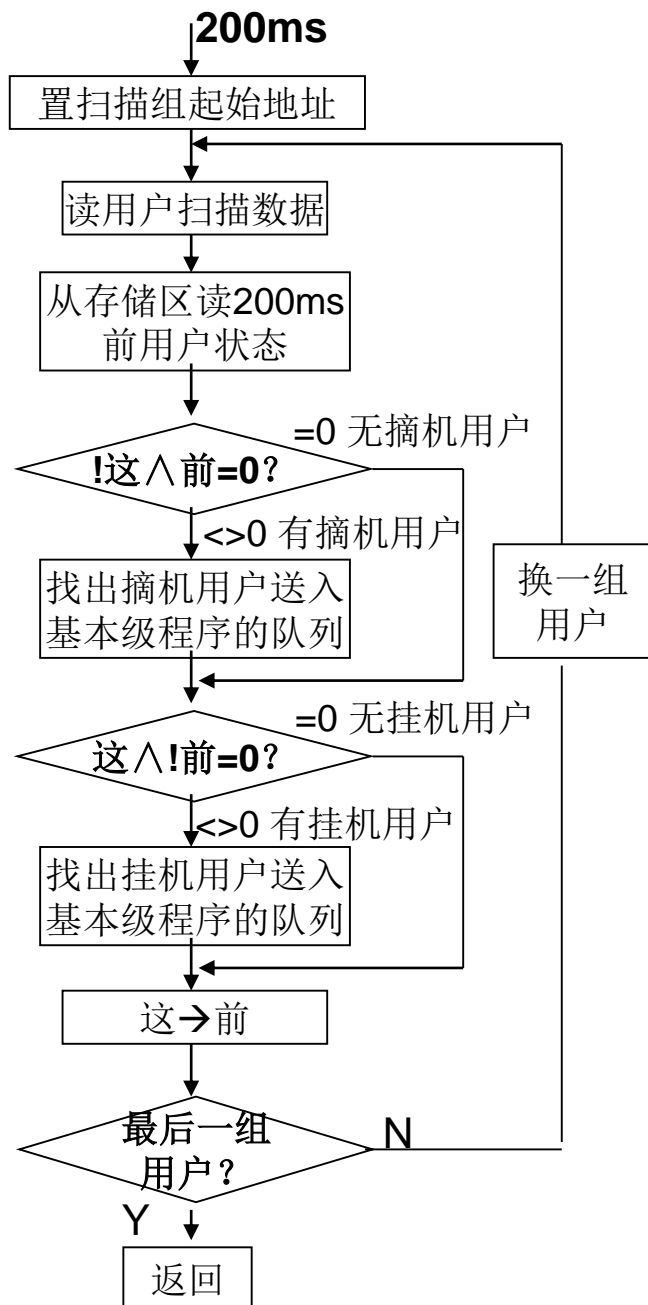 200ms
置扫描组起始地址
读用户扫描数据
从存储区读200ms
前用户状态
=0 无摘机用户
!这∧前=0?
<>0 有摘机用户
找出摘机用户送入
基本级程序的队列
换一组
用户
=0 无挂机用户
这∧!前=0?
<>0 有挂机用户
找出挂机用户送入
基本级程序的队列
这→前
最后一组
用户?
N
Y
返回